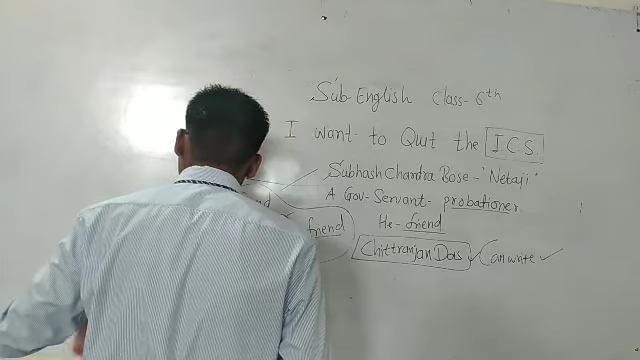 Sub English Class- 6th
I want to Quit the ICS
Subhash Chandra Bose - 'Netaji'
A Gov- Servant - probationer
He - friend
friend
Chittranjan Das ✓ Can write ✓